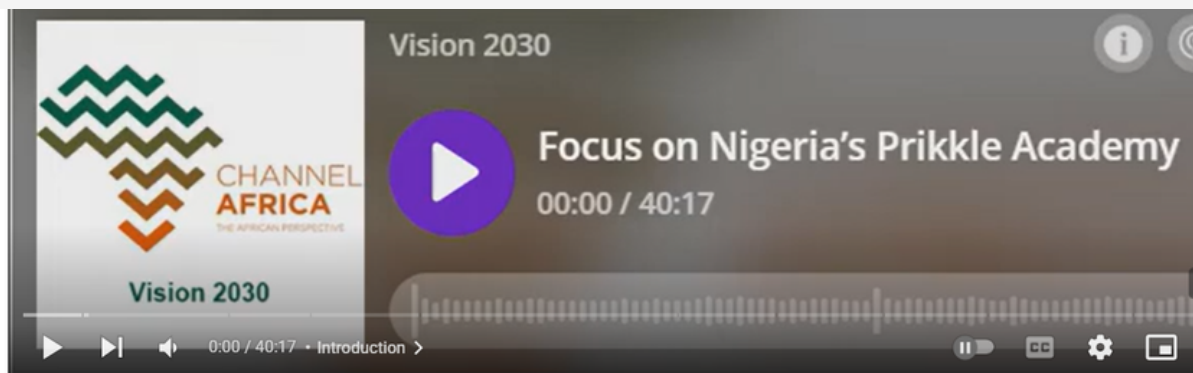 Vision 2030
Focus on Nigeria's Prikkle Academy
00:00 / 40:17
CHANNEL
AFRICA
THE AFRICAN PERSPECTIVE
Vision 2030
0:00 / 40:17 • Introduction >
CC